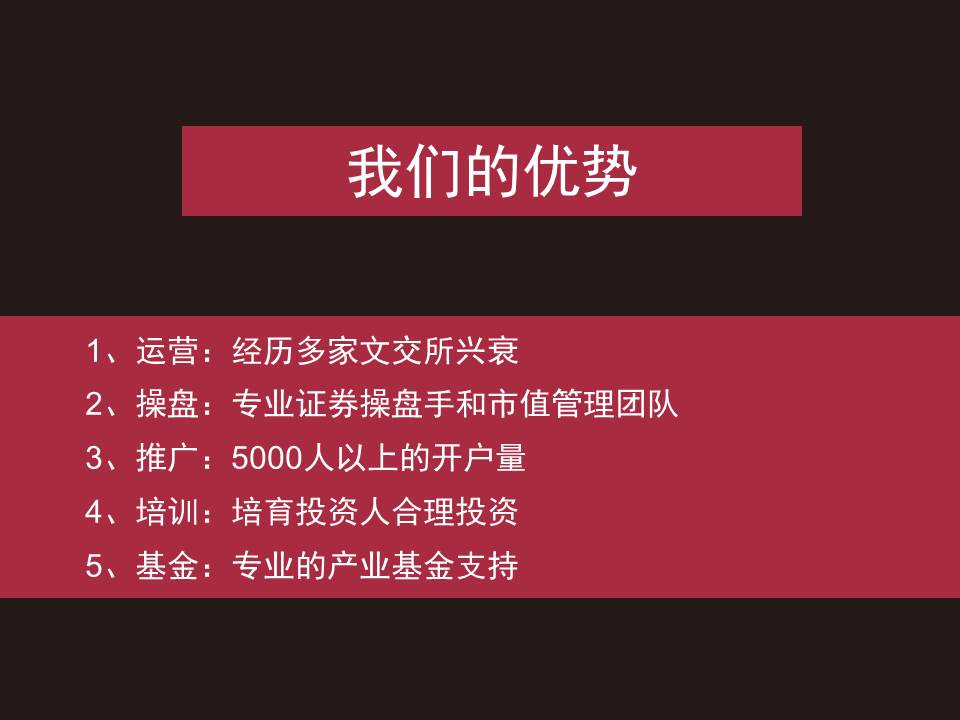 我们的优势
1、运营：经历多家文交所兴衰
2、操盘：专业证券操盘手和市值管理团队
3、推广：5000人以上的开户量
4、培训：培育投资人合理投资
5、基金：专业的产业基金支持